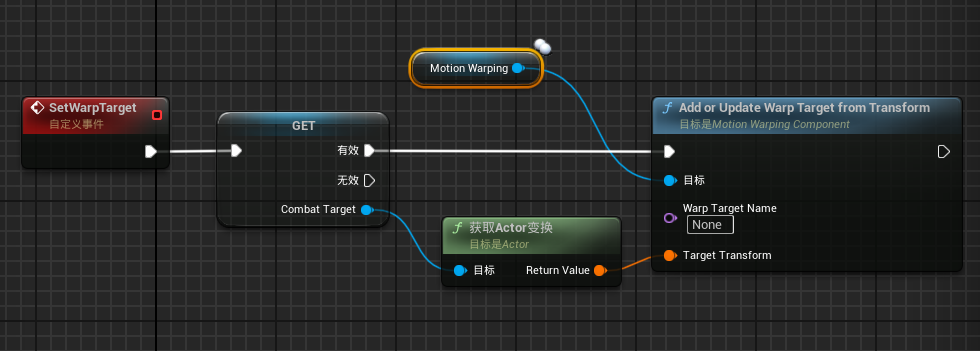 Motion Warping
SetWarpTarget
自定义事件
GET
有效
无效
Combat Target
获取Actor变换
目标是Actor
目标
Return Value
Add or Update Warp Target from Transform
目标是Motion Warping Component
目标
Warp Target Name
None
Target Transform